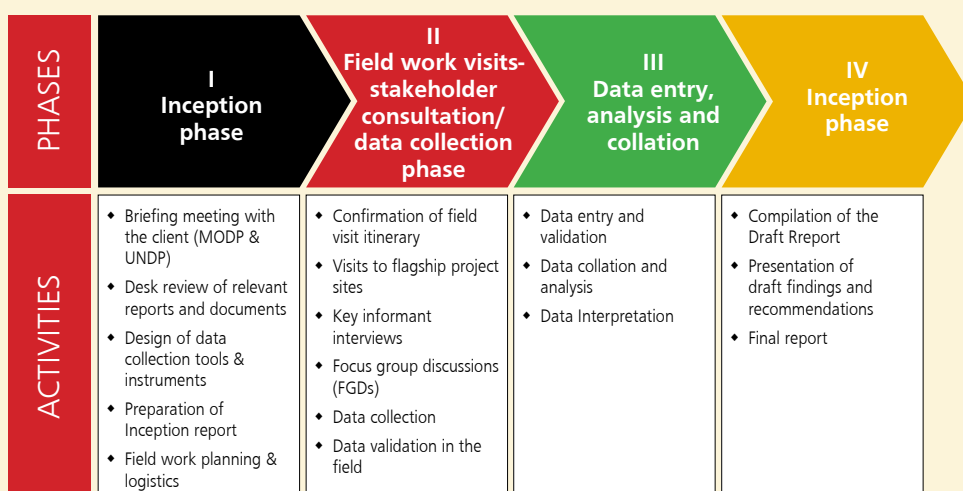 PHASES
I
Inception
phase
II
Field work visits-
stakeholder
consultation/
data collection
phase
III
Data entry,
analysis and
collation
IV
Inception
phase
ACTIVITIES
◆ Briefing meeting with
the client (MODP &
UNDP)
◆ Desk review of relevant
reports and documents
◆ Design of data
collection tools &
instruments
◆ Preparation of
Inception report
◆ Field work planning &
logistics
◆ Confirmation of field
visit itinerary
◆ Visits to flagship project
sites
◆ Key informant
interviews
◆ Focus group discussions
(FGDs)
◆ Data collection
◆ Data validation in the
field
◆ Data entry and
validation
◆ Data collation and
analysis
◆ Data Interpretation
◆ Compilation of the
Draft Rreport
◆ Presentation of
draft findings and
recommendations
◆ Final report